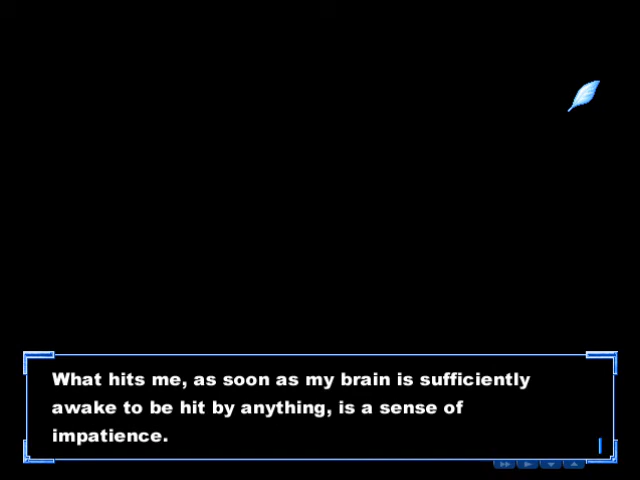 What hits me, as soon as my brain is sufficiently
awake to be hit by anything, is a sense of
impatience.